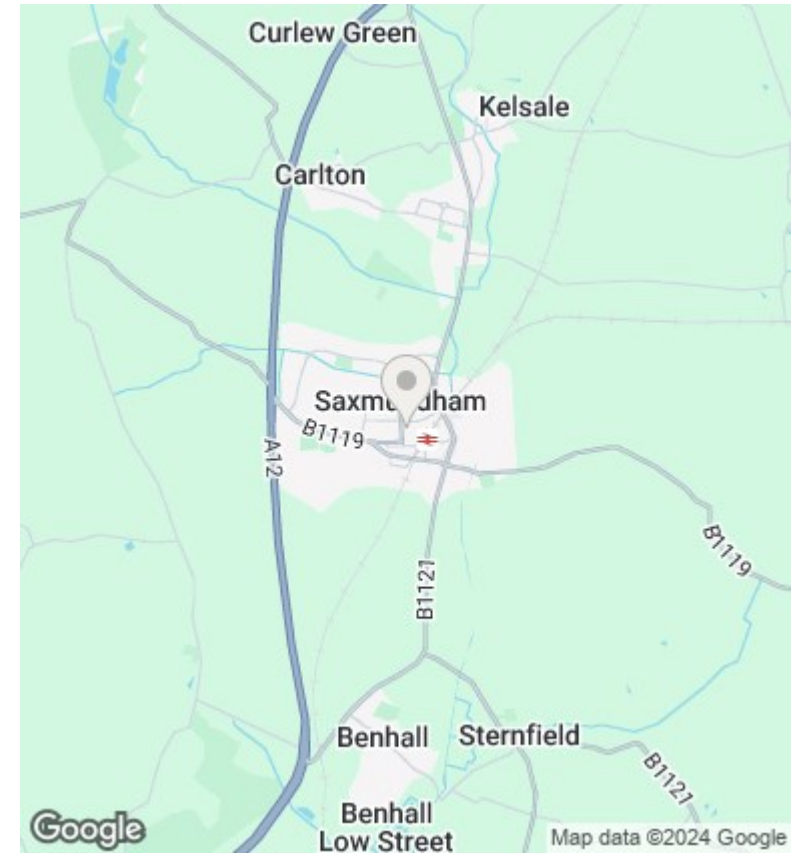 Curlew Green
Kelsale
Carlton
Saxmundham
B1119
A12
B1119
B1121
Benhall
Sternfield
B1121
Benhall
Low Street
Google
Map data ©2024 Google